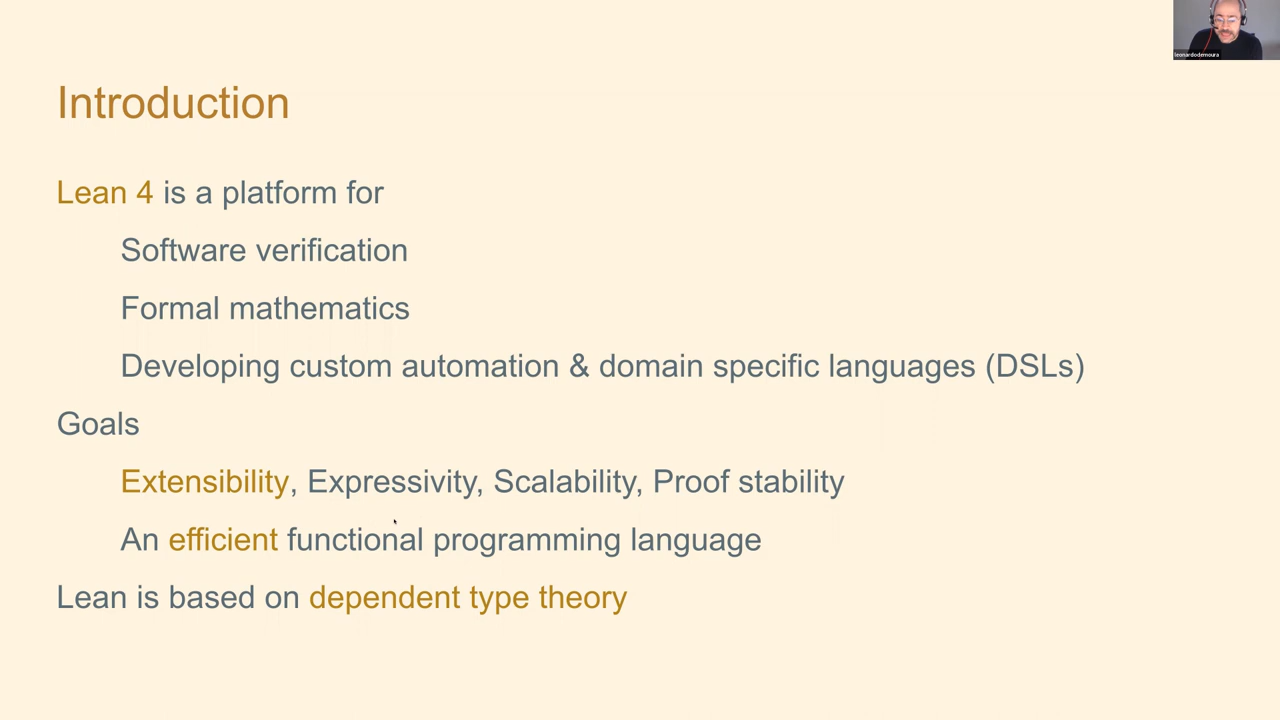 leonardodemoura
Introduction
Lean 4 is a platform for
Software verification
Formal mathematics
Developing custom automation & domain specific languages (DSLs)
Goals
Extensibility, Expressivity, Scalability, Proof stability
An efficient functional programming language
Lean is based on dependent type theory